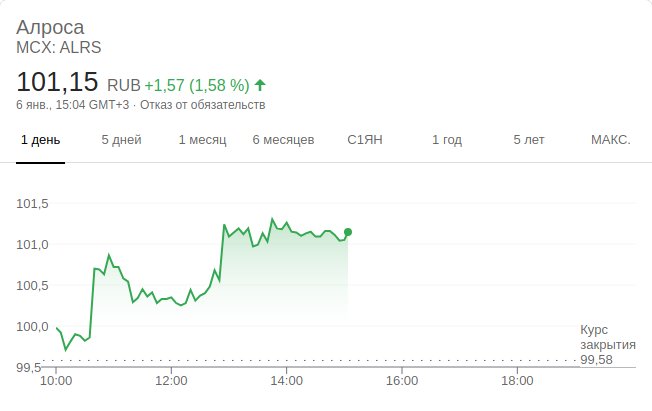 Алроса
MCX: ALRS
101,15 RUB +1,57 (1,58 %)
6 янв., 15:04 GMT+3 · Отказ от обязательств
1 день 5 дней 1 месяц 6 месяцев С1ЯН 1 год 5 лет МАКС.
101,5
101,0
100,5
100,0
99,5
Курс
закрытия
99,58
10:00 12:00 14:00 16:00 18:00